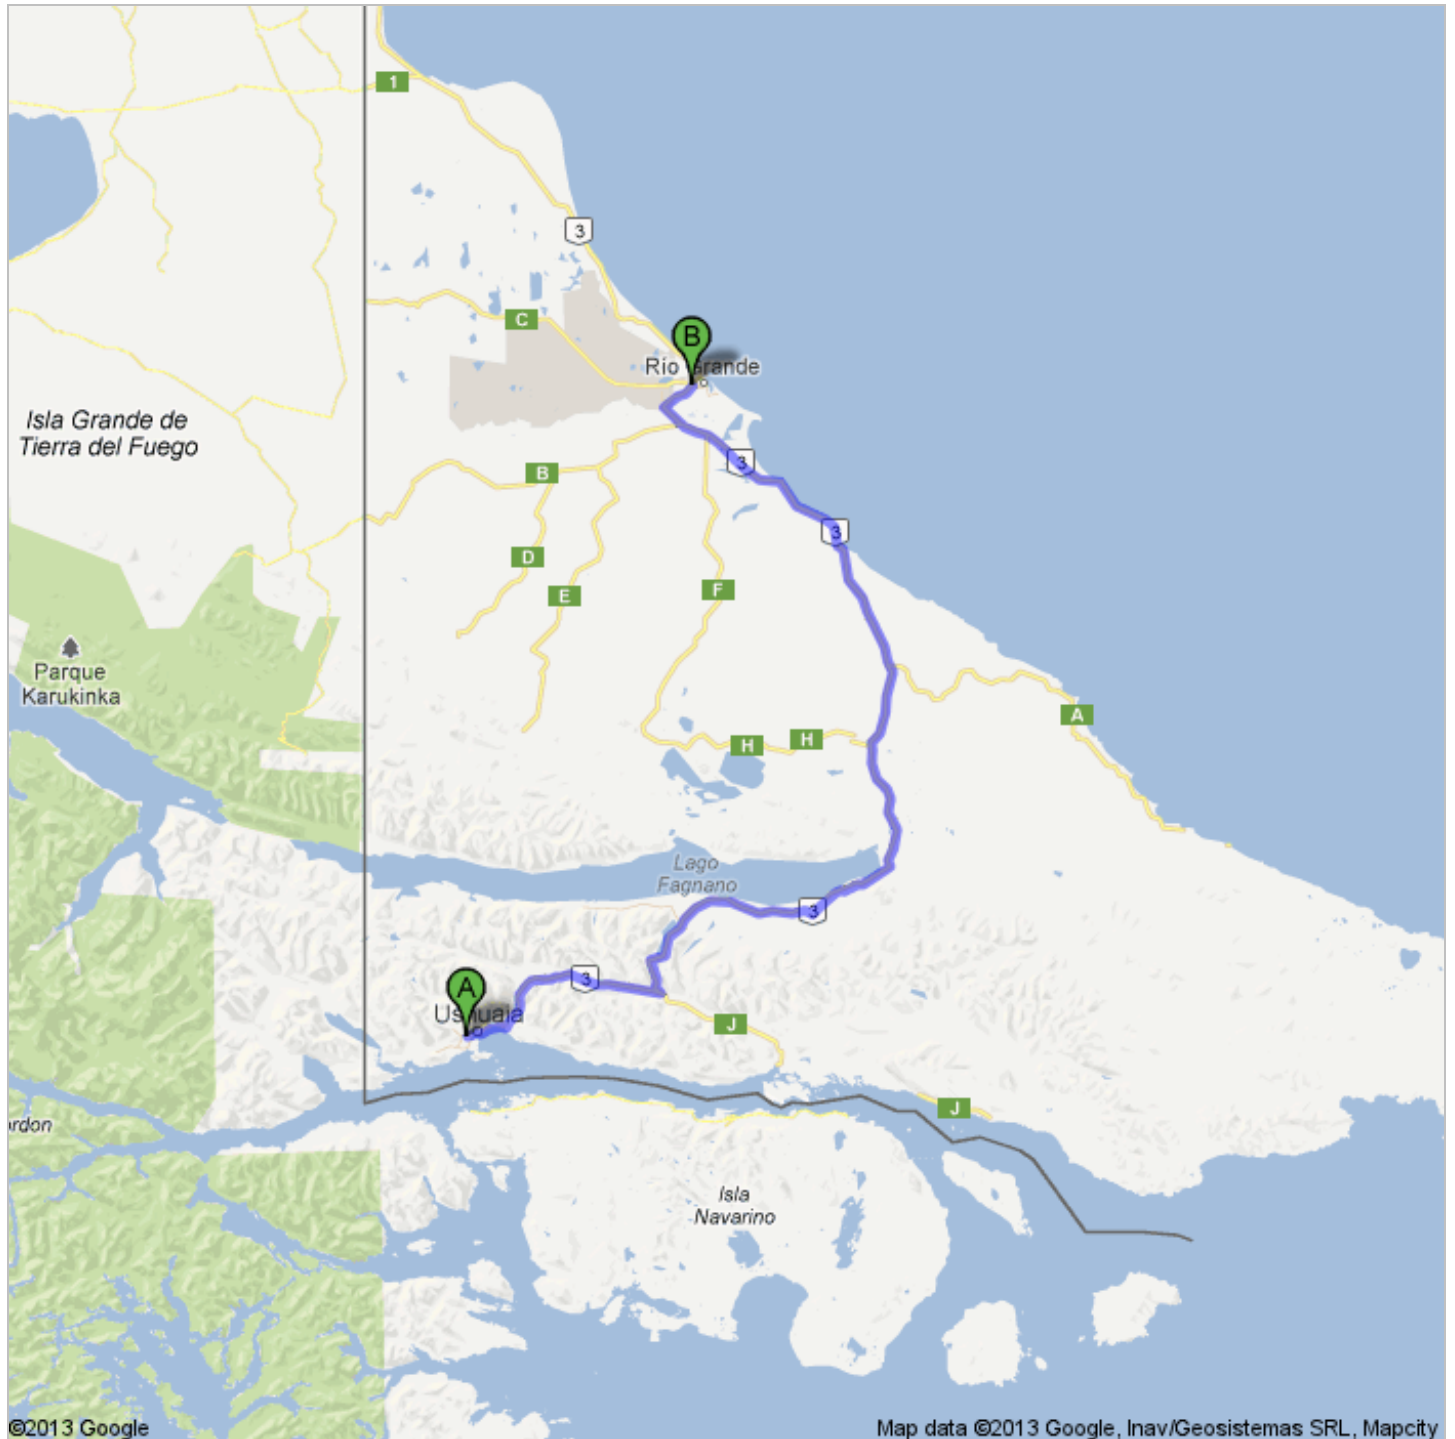 1
3
C
B
Río Grande
Isla Grande de
Tierra del Fuego
3
B
3
D
F
E
Parque
Karukinka
A
H
H
Lago
Fagnano
3
3
A
Ushuaia
J
J
rdon
Isla
Navarino
©2013 Google
Map data ©2013 Google, Inav/Geosistemas SRL, Mapcity